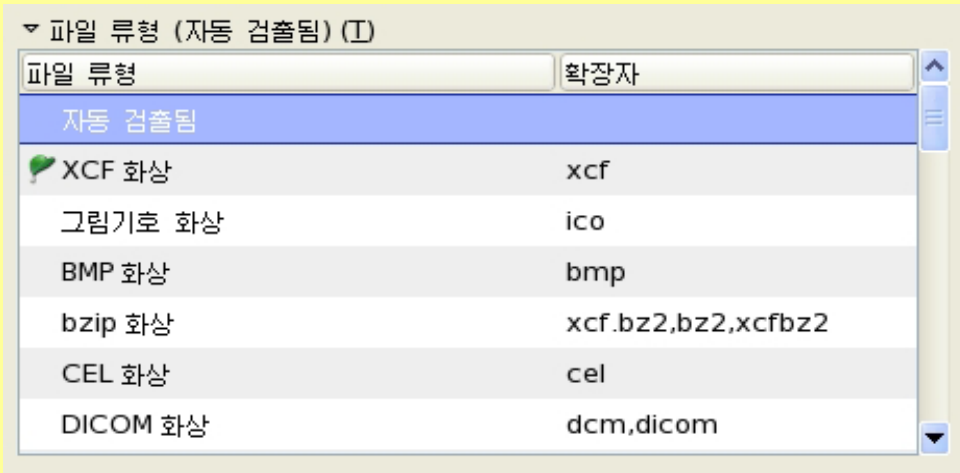 파일 류형 (자동 검출됨) (T)
파일 류형 확장자
자동 검출됨
XCF 화상 xcf
그림기호 화상 ico
BMP 화상 bmp
bzip 화상 xcf.bz2,bz2,xcfbz2
CEL 화상 cel
DICOM 화상 dcm,dicom